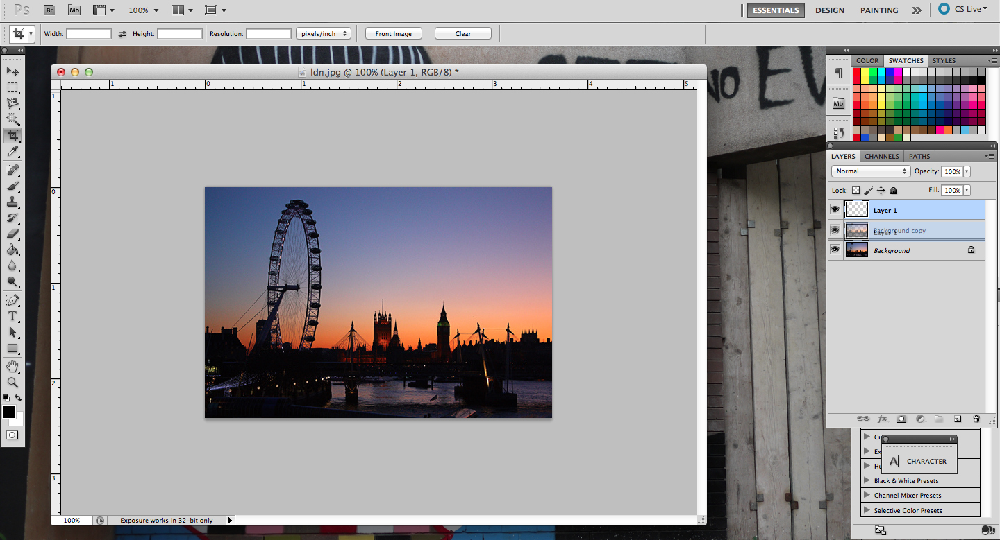 Ps Br Mb 100% ESSENTIALS DESIGN PAINTING CS Live
Width: Height: Resolution: pixels/inch Front Image Clear
ldn.jpg @ 100% (Layer 1, RGB/8) *
1 0 1 2 3 4 5
1
0
1
2
3
100% Exposure works in 32-bit only
NO EV
COLOR SWATCHES STYLES
Mb
LAYERS CHANNELS PATHS
Normal Opacity: 100%
Lock: Fill: 100%
Layer 1
Background copy
Layer 1
Background
fx
Cu
Ex
Hu
A CHARACTER
Black & White Presets
Channel Mixer Presets
Selective Color Presets